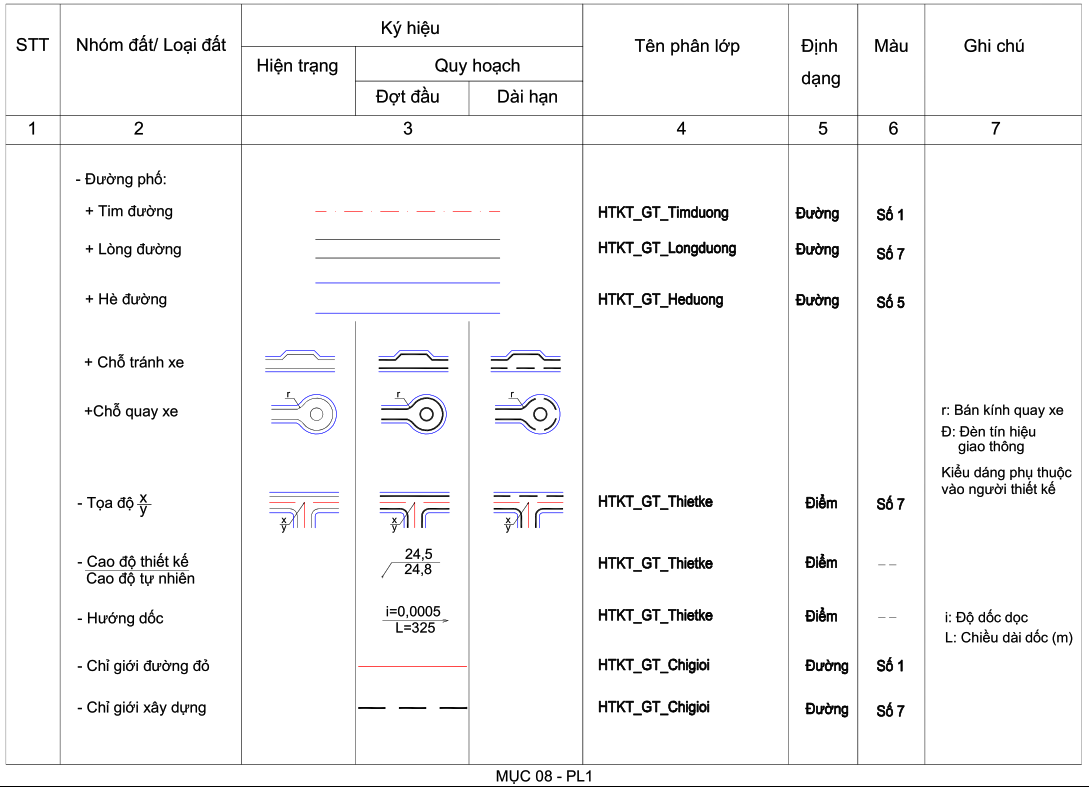 STT
Nhóm đất/ Loại đất
Ký hiệu
Hiện trạng
Quy hoạch
Đợt đầu
Dài hạn
Tên phân lớp
Định
dạng
Màu
Ghi chú
1
2
3
4
5
6
7
- Đường phố:
+ Tim đường
HTKT_GT_Timduong
Đường
Số 1
+ Lòng đường
HTKT_GT_Longduong
Đường
Số 7
+ Hè đường
HTKT_GT_Heduong
Đường
Số 5
+ Chỗ tránh xe
+Chỗ quay xe
r
r
r
r: Bán kính quay xe
Đ: Đèn tín hiệu
giao thông
Kiểu dáng phụ thuộc
vào người thiết kế
- Tọa độ x
y
x
y
x
y
x
y
HTKT_GT_Thietke
Điểm
Số 7
- Cao độ thiết kế
Cao độ tự nhiên
24,5
24,8
HTKT_GT_Thietke
Điểm
– –
- Hướng dốc
i=0,0005
L=325
HTKT_GT_Thietke
Điểm
– –
i: Độ dốc dọc
L: Chiều dài dốc (m)
- Chỉ giới đường đỏ
HTKT_GT_Chigioi
Đường
Số 1
- Chỉ giới xây dựng
HTKT_GT_Chigioi
Đường
Số 7
MỤC 08 - PL1